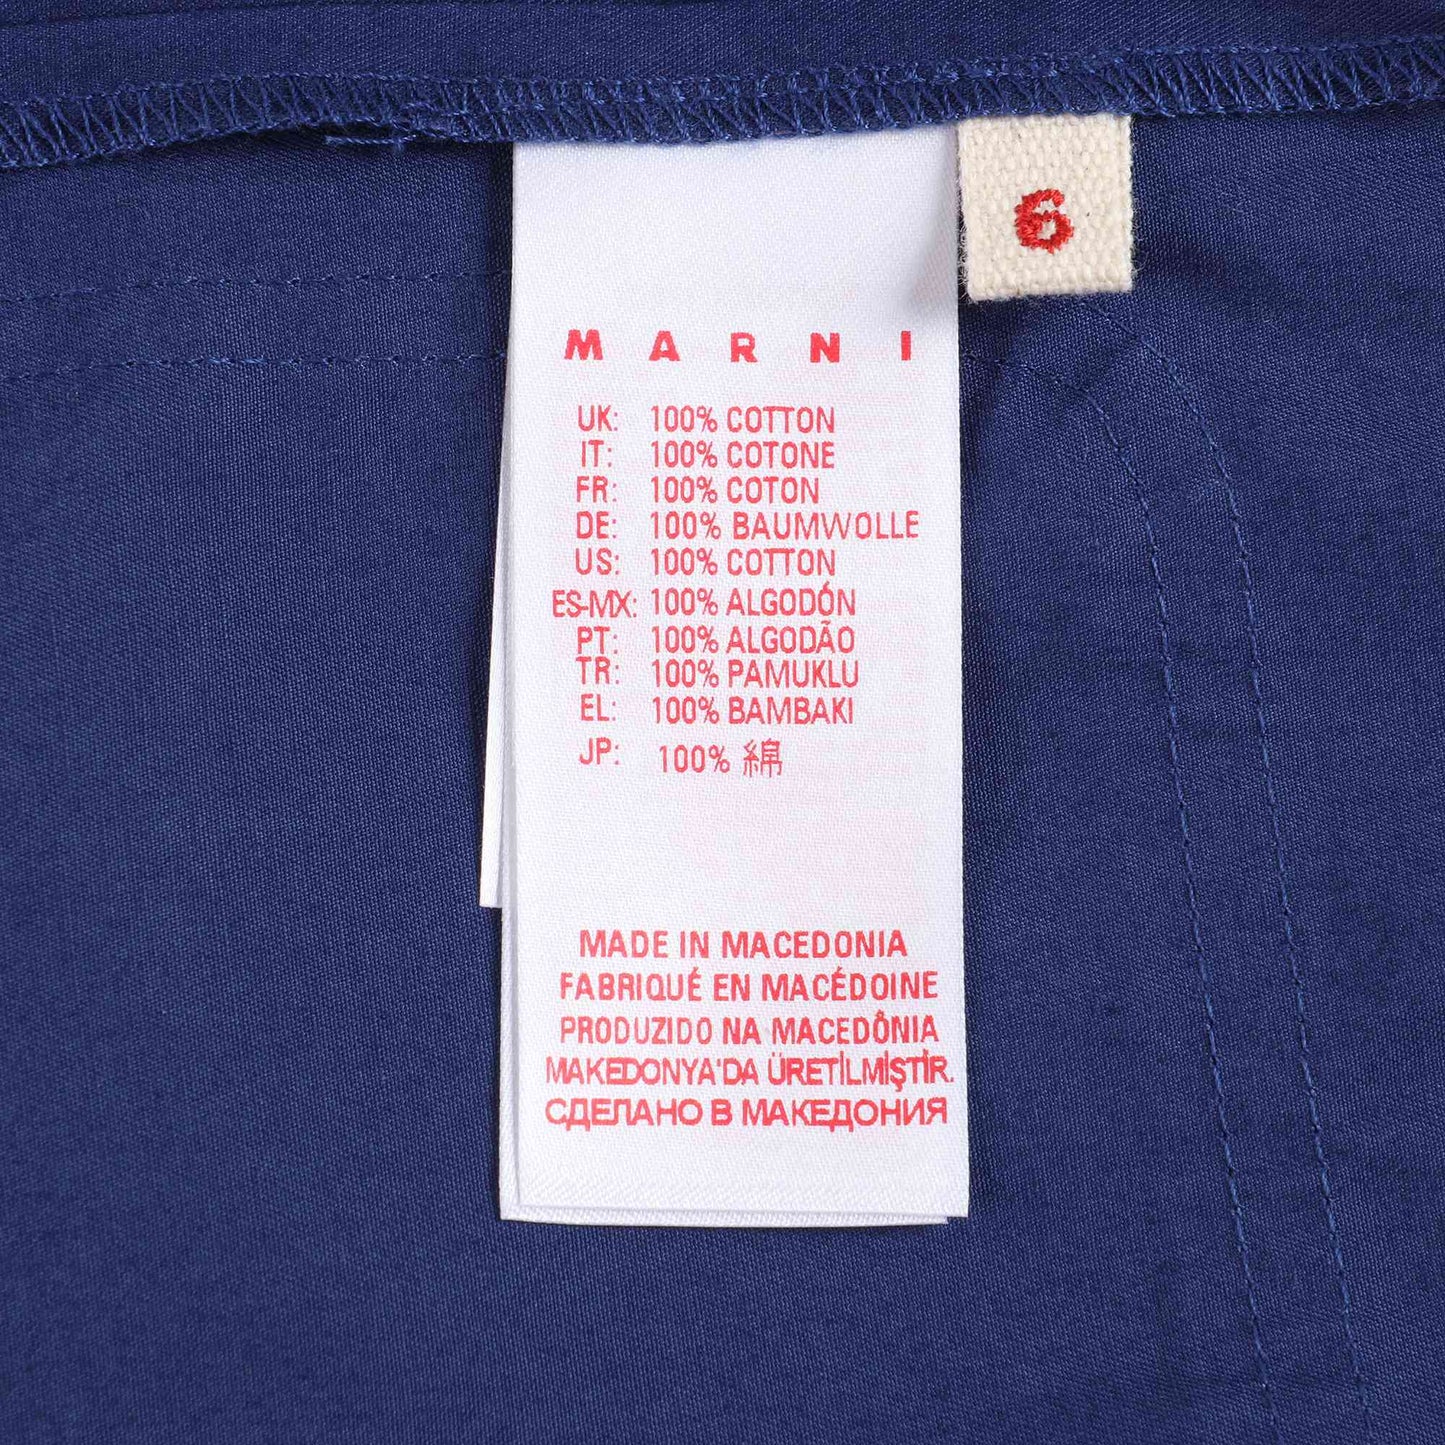 6
MARNI
UK: 100% COTTON
IT: 100% COTONE
FR: 100% COTON
DE: 100% BAUMWOLLE
US: 100% COTTON
ES-MX: 100% ALGODÓN
PT: 100% ALGODÃO
TR: 100% PAMUKLU
EL: 100% BAMBAKI
JP: 100% 綿
MADE IN MACEDONIA
FABRIQUÉ EN MACÉDOINE
PRODUZIDO NA MACEDÔNIA
MAKEDONYA'DA ÜRETİLMİŞTİR.
СДЕЛАНО В МАКЕДОНИЯ